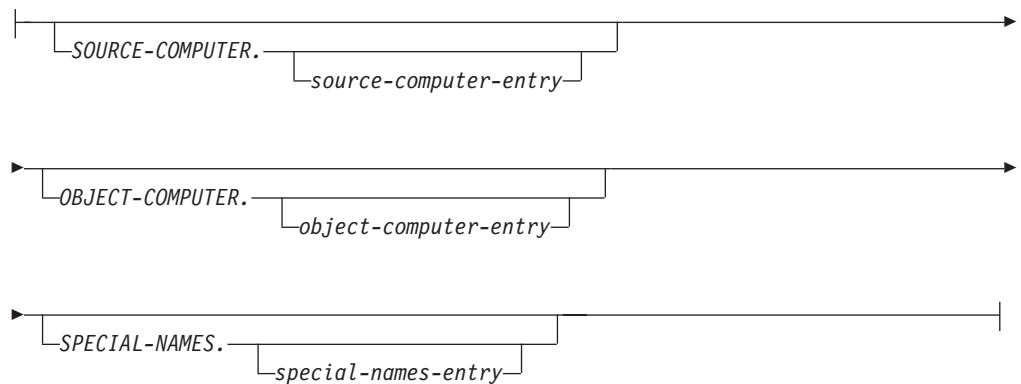 SOURCE-COMPUTER.
source-computer-entry
OBJECT-COMPUTER.
object-computer-entry
SPECIAL-NAMES.
special-names-entry